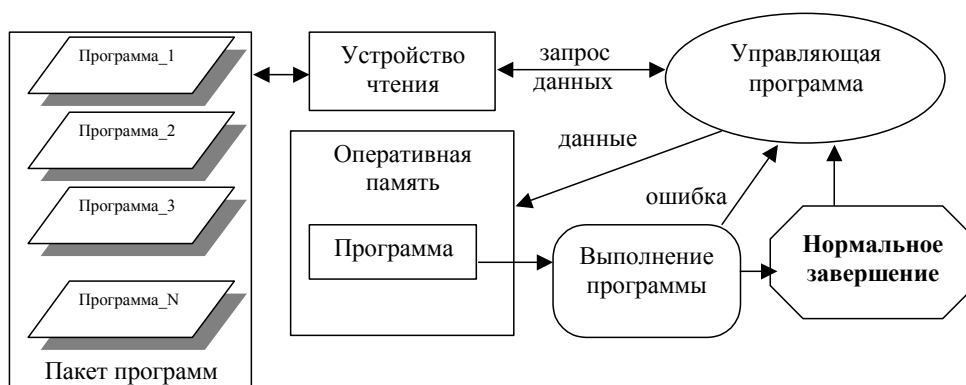 Программа_1
Программа_2
Программа_3
Программа_N
Пакет программ
Устройство
чтения
запрос
данных
Управляющая
программа
данные
Оперативная
память
Программа
ошибка
Выполнение
программы
Нормальное
завершение